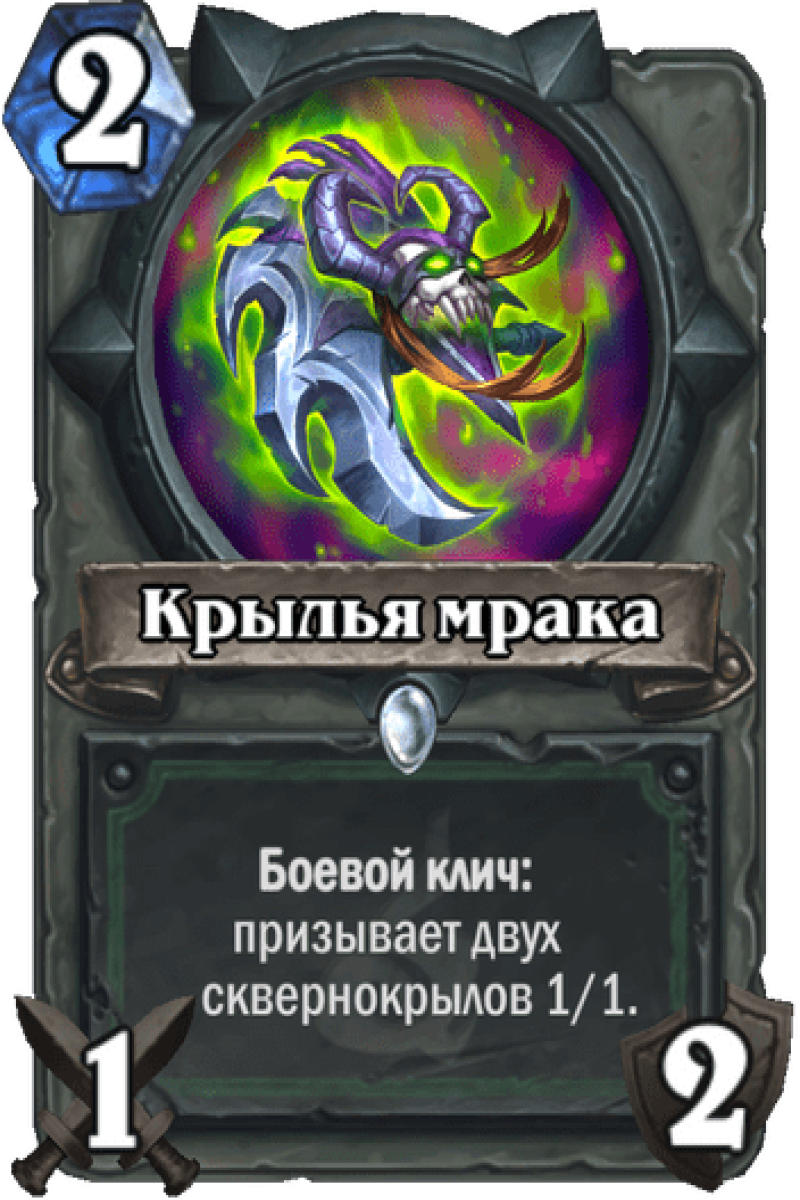 2
Крылья мрака
Боевой клич:
призывает двух
сквернокрылов 1/1.
1
2